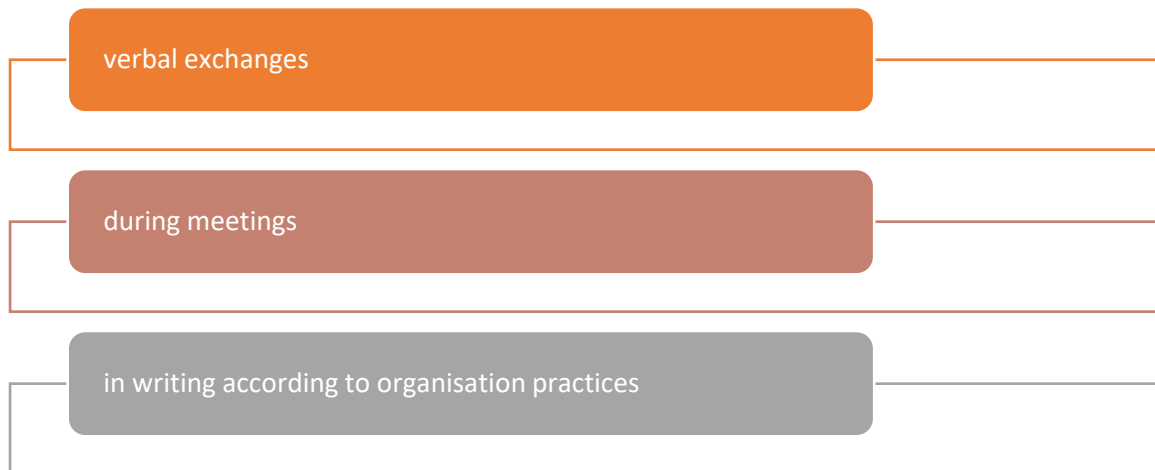 verbal exchanges
during meetings
in writing according to organisation practices